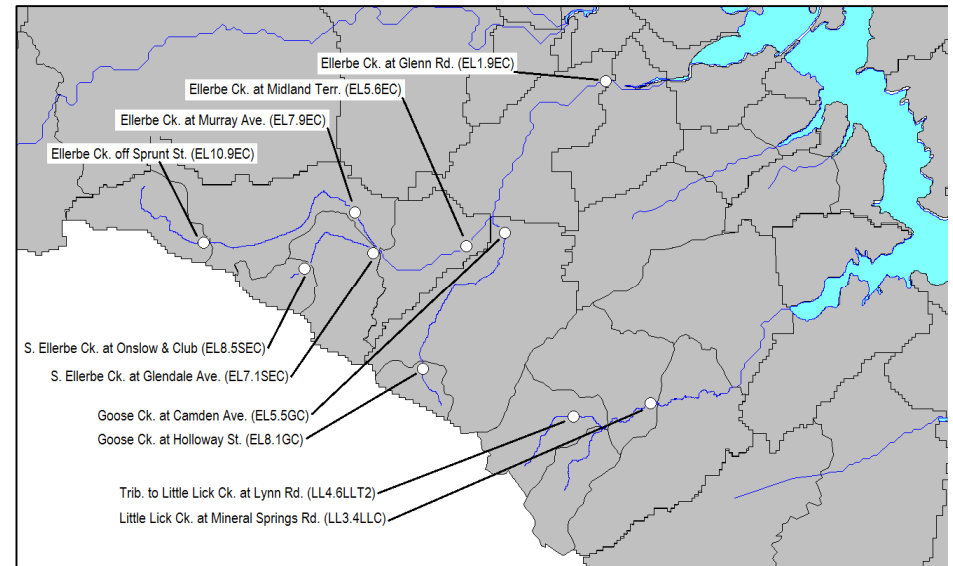 Ellerbe Ck. at Glenn Rd. (EL1.9EC)
Ellerbe Ck. at Midland Terr. (EL5.6EC)
Ellerbe Ck. at Murray Ave. (EL7.9EC)
Ellerbe Ck. off Sprunt St. (EL10.9EC)
S. Ellerbe Ck. at Onslow & Club (EL8.5SEC)
S. Ellerbe Ck. at Glendale Ave. (EL7.1SEC)
Goose Ck. at Camden Ave. (EL5.5GC)
Goose Ck. at Holloway St. (EL8.1GC)
Trib. to Little Lick Ck. at Lynn Rd. (LL4.6LLT2)
Little Lick Ck. at Mineral Springs Rd. (LL3.4LLC)